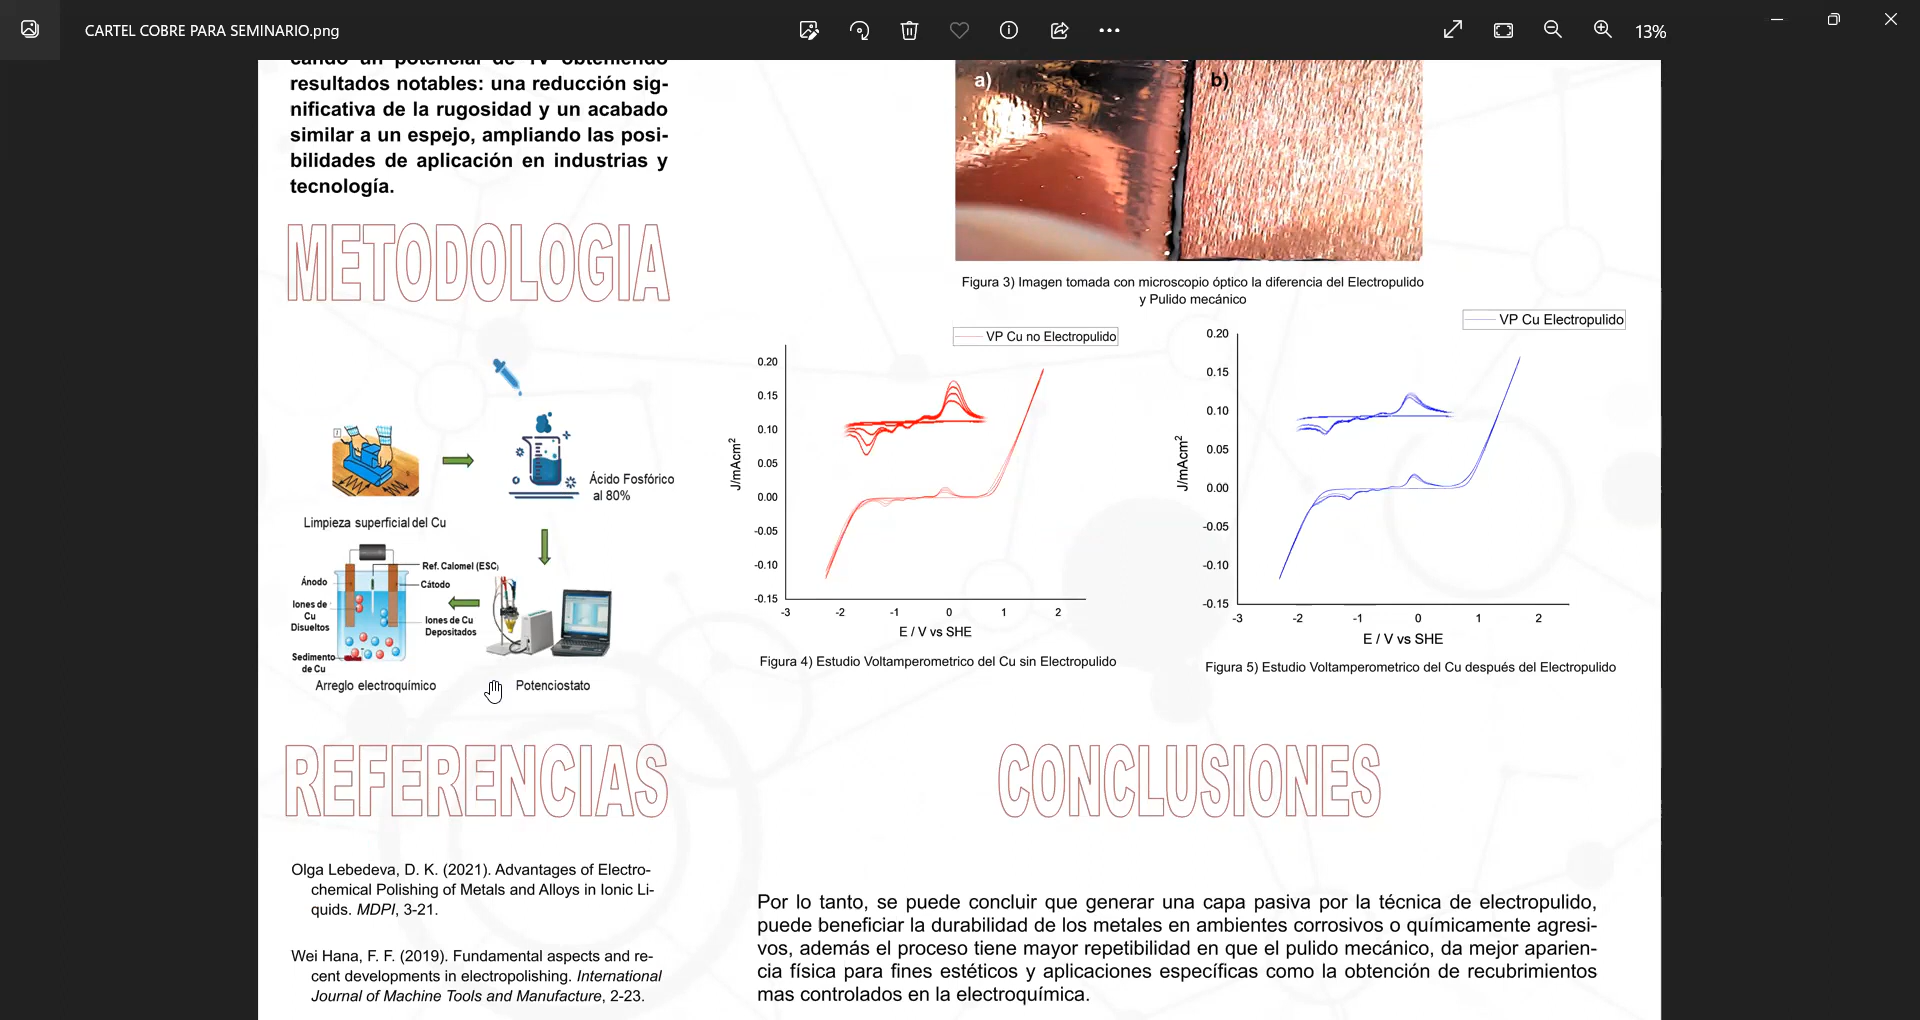 CARTEL COBRE PARA SEMINARIO.png
13%
cando un potencial de 1V obteniendo
resultados notables: una reducción sig-
nificativa de la rugosidad y un acabado
similar a un espejo, ampliando las posi-
bilidades de aplicación en industrias y
tecnología.
METODOLOGIA
Limpieza superficial del Cu
Ácido Fosfórico
al 80%
Ref. Calomel (ESC)
Ánodo
Cátodo
Iones de
Cu
Disueltos
Iones de Cu
Depositados
Sedimento
de Cu
Arreglo electroquímico
Potenciostato
REFERENCIAS
Olga Lebedeva, D. K. (2021). Advantages of Electro-
chemical Polishing of Metals and Alloys in Ionic Li-
quids. MDPI, 3-21.
Wei Hana, F. F. (2019). Fundamental aspects and re-
cent developments in electropolishing. International
Journal of Machine Tools and Manufacture, 2-23.
a)
b)
Figura 3) Imagen tomada con microscopio óptico la diferencia del Electropulido
y Pulido mecánico
VP Cu no Electropulido
0.20
0.15
0.10
0.05
0.00
-0.05
-0.10
-0.15
J/mAcm²
-3 -2 -1 0 1 2
E / V vs SHE
Figura 4) Estudio Voltamperometrico del Cu sin Electropulido
VP Cu Electropulido
0.20
0.15
0.10
0.05
0.00
-0.05
-0.10
-0.15
J/mAcm²
-3 -2 -1 0 1 2
E / V vs SHE
Figura 5) Estudio Voltamperometrico del Cu después del Electropulido
CONCLUSIONES
Por lo tanto, se puede concluir que generar una capa pasiva por la técnica de electropulido,
puede beneficiar la durabilidad de los metales en ambientes corrosivos o químicamente agresi-
vos, además el proceso tiene mayor repetibilidad en que el pulido mecánico, da mejor aparien-
cia física para fines estéticos y aplicaciones específicas como la obtención de recubrimientos
mas controlados en la electroquímica.